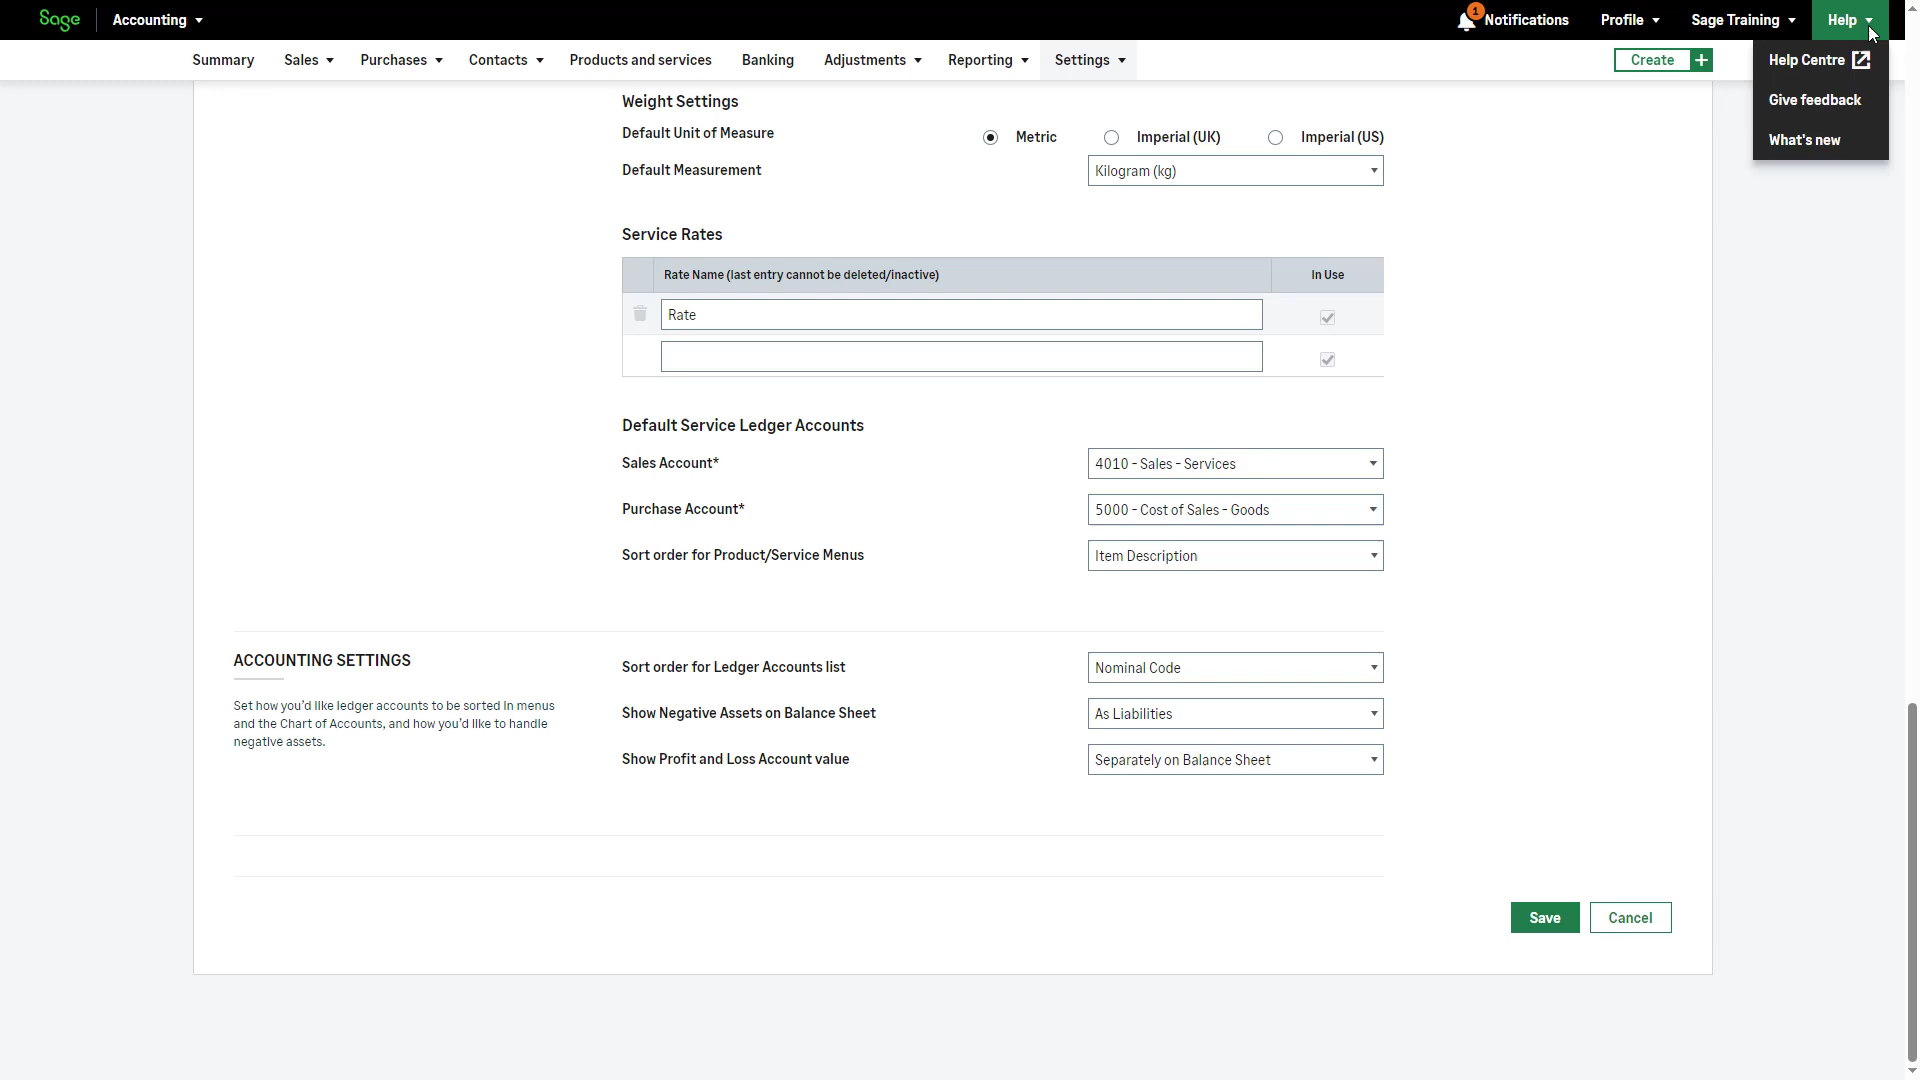 Sage
Accounting
1
Notifications
Profile
Sage Training
Help
Summary
Sales
Purchases
Contacts
Products and services
Banking
Adjustments
Reporting
Settings
Create +
Help Centre
Give feedback
What's new
Weight Settings
Default Unit of Measure
Metric
Imperial (UK)
Imperial (US)
Default Measurement
Kilogram (kg)
Service Rates
Rate Name (last entry cannot be deleted/inactive)
In Use
Rate
Default Service Ledger Accounts
Sales Account*
4010 - Sales - Services
Purchase Account*
5000 - Cost of Sales - Goods
Sort order for Product/Service Menus
Item Description
ACCOUNTING SETTINGS
Set how you'd like ledger accounts to be sorted in menus
and the Chart of Accounts, and how you'd like to handle
negative assets.
Sort order for Ledger Accounts list
Nominal Code
Show Negative Assets on Balance Sheet
As Liabilities
Show Profit and Loss Account value
Separately on Balance Sheet
Save
Cancel